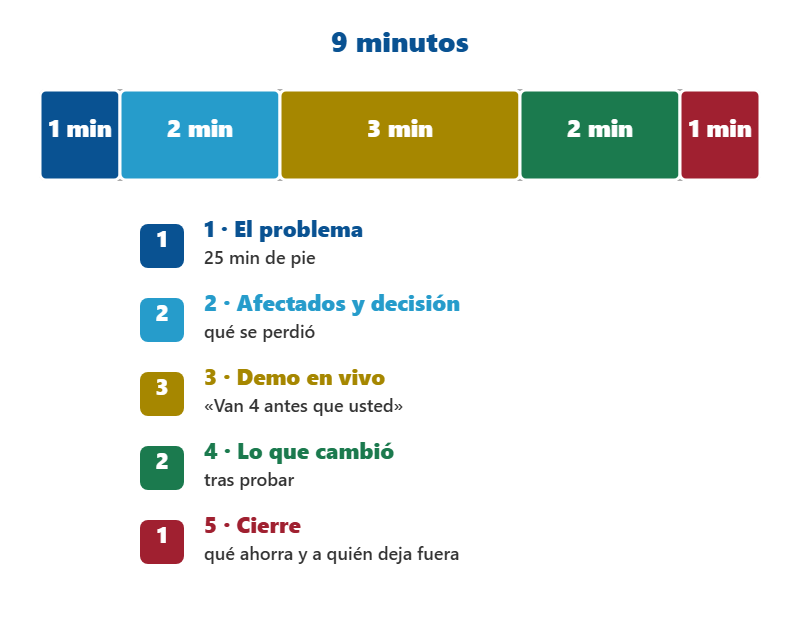 9 minutos
1 min
2 min
3 min
2 min
1 min
1
1 · El problema
25 min de pie
2
2 · Afectados y decisión
qué se perdió
3
3 · Demo en vivo
«Van 4 antes que usted»
2
4 · Lo que cambió
tras probar
1
5 · Cierre
qué ahorra y a quién deja fuera